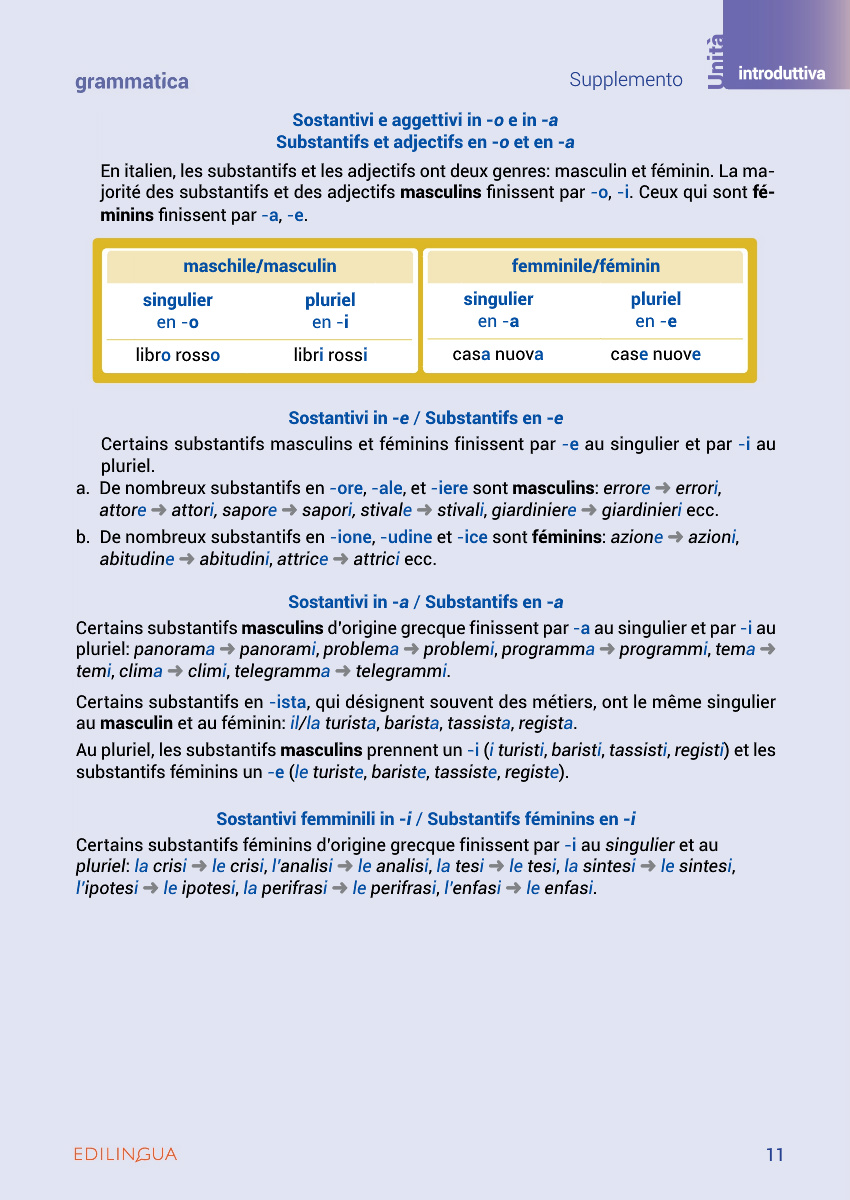 grammatica
Supplemento
Unità
introduttiva
Sostantivi e aggettivi in -o e in -a
Substantifs et adjectifs en -o et en -a
En italien, les substantifs et les adjectifs ont deux genres: masculin et féminin. La ma-
jorité des substantifs et des adjectifs masculins finissent par -o, -i. Ceux qui sont fé-
minins finissent par -a, -e.
maschile/masculin
femminile/féminin
singulier pluriel singulier pluriel
en -o en -i en -a en -e
libro rosso libri rossi casa nuova case nuove
Sostantivi in -e / Substantifs en -e
Certains substantifs masculins et féminins finissent par -e au singulier et par -i au
pluriel.
a. De nombreux substantifs en -ore, -ale, et -iere sont masculins: errore ➜ errori,
attore ➜ attori, sapore ➜ sapori, stivale ➜ stivali, giardiniere ➜ giardinieri ecc.
b. De nombreux substantifs en -ione, -udine et -ice sont féminins: azione ➜ azioni,
abitudine ➜ abitudini, attrice ➜ attrici ecc.
Sostantivi in -a / Substantifs en -a
Certains substantifs masculins d'origine grecque finissent par -a au singulier et par -i au
pluriel: panorama ➜ panorami, problema ➜ problemi, programma ➜ programmi, tema ➜
temi, clima ➜ climi, telegramma ➜ telegrammi.
Certains substantifs en -ista, qui désignent souvent des métiers, ont le même singulier
au masculin et au féminin: il/la turista, barista, tassista, regista.
Au pluriel, les substantifs masculins prennent un -i (i turisti, baristi, tassisti, registi) et les
substantifs féminins un -e (le turiste, bariste, tassiste, registe).
Sostantivi femminili in -i / Substantifs féminins en -i
Certains substantifs féminins d'origine grecque finissent par -i au singulier et au
pluriel: la crisi ➜ le crisi, l'analisi ➜ le analisi, la tesi ➜ le tesi, la sintesi ➜ le sintesi,
l'ipotesi ➜ le ipotesi, la perifrasi ➜ le perifrasi, l'enfasi ➜ le enfasi.
EDILINGUA
11